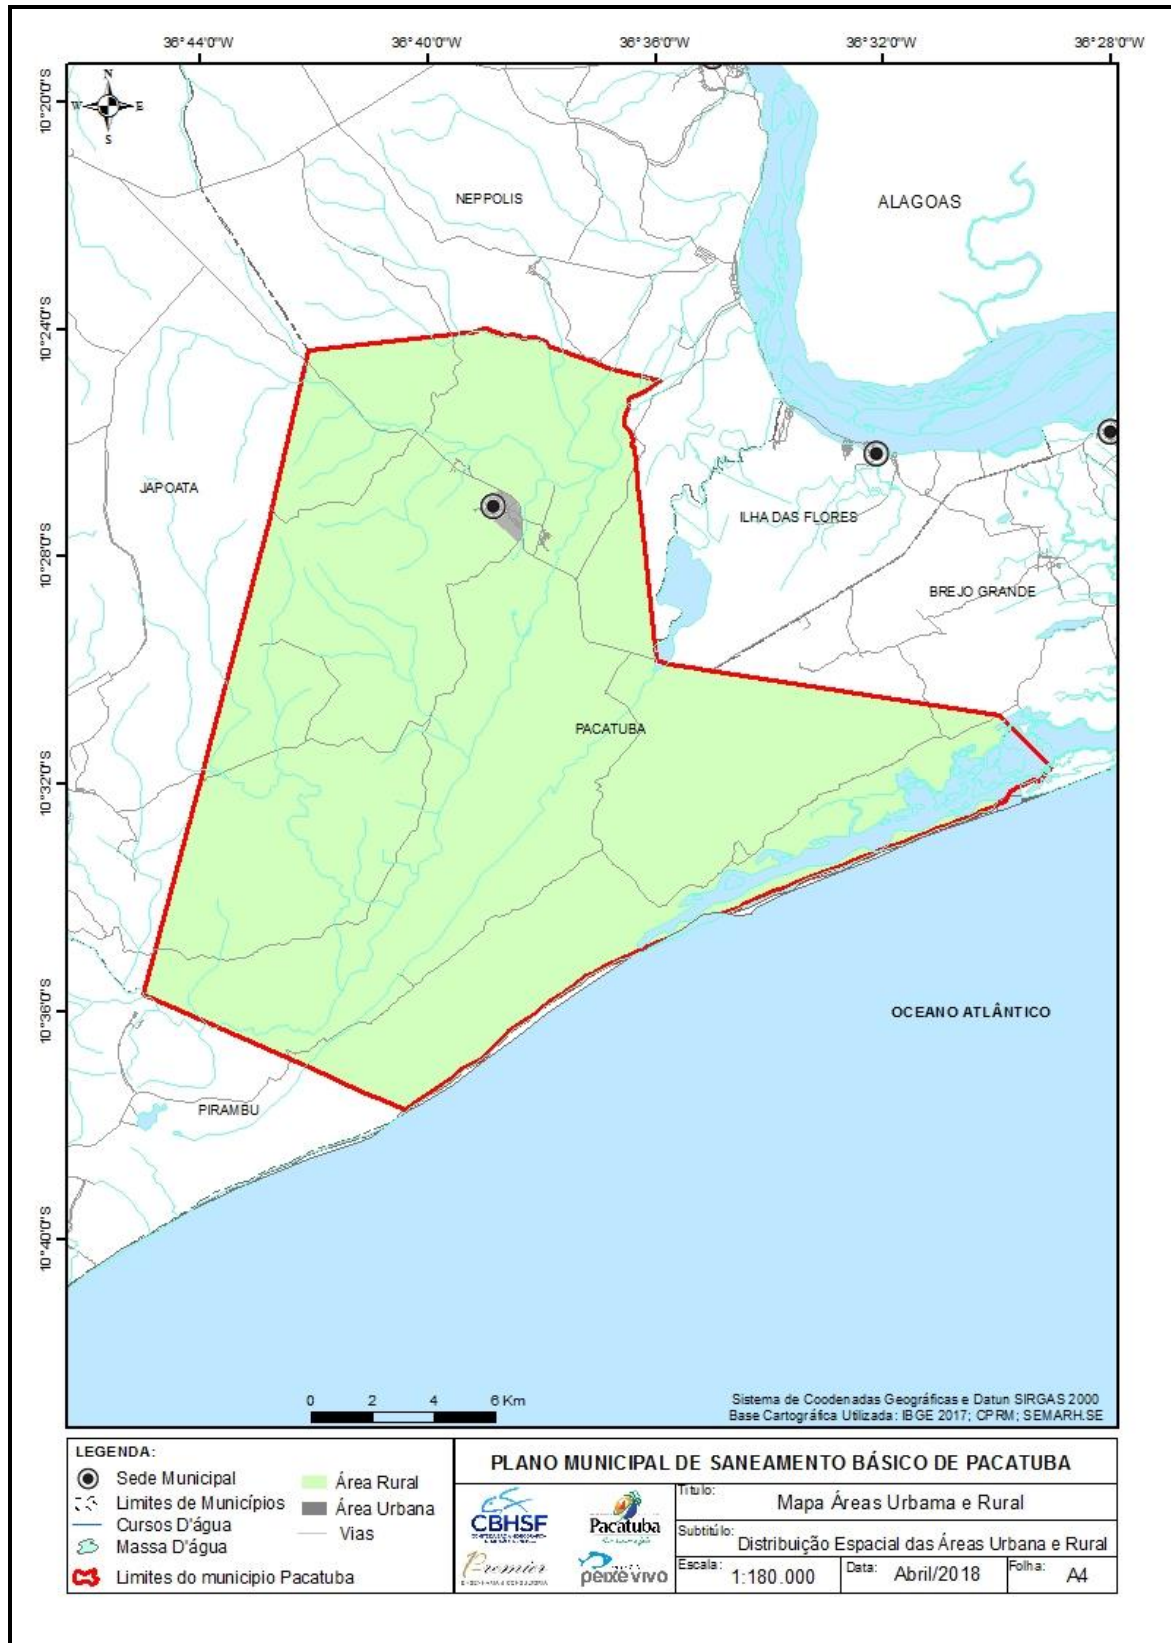 36°44'0"W 36°40'0"W 36°36'0"W 36°32'0"W 36°28'0"W
10°20'0"S
10°24'0"S
10°28'0"S
10°32'0"S
10°36'0"S
10°40'0"S
N
W E
S
NEPPOLIS
ALAGOAS
JAPOATA
ILHA DAS FLORES
BREJO GRANDE
PACATUBA
OCEANO ATLÂNTICO
PIRAMBU
0 2 4 6 Km
Sistema de Coodenadas Geográficas e Datun SIRGAS 2000
Base Cartográfica Utilizada: IBGE 2017; CPRM; SEMARH.SE
LEGENDA:
Sede Municipal
Limites de Municípios
Cursos D'água
Massa D'água
Limites do municipio Pacatuba
Área Rural
Área Urbana
Vias
PLANO MUNICIPAL DE SANEAMENTO BÁSICO DE PACATUBA
CBHSF
Pacatuba
Premier
ENGENHARIA E CONSULTORIA
peixe vivo
Título:
Mapa Áreas Urbama e Rural
Subtitúlo:
Distribuição Espacial das Áreas Urbana e Rural
Escala: 1:180.000
Data: Abril/2018
Folha: A4